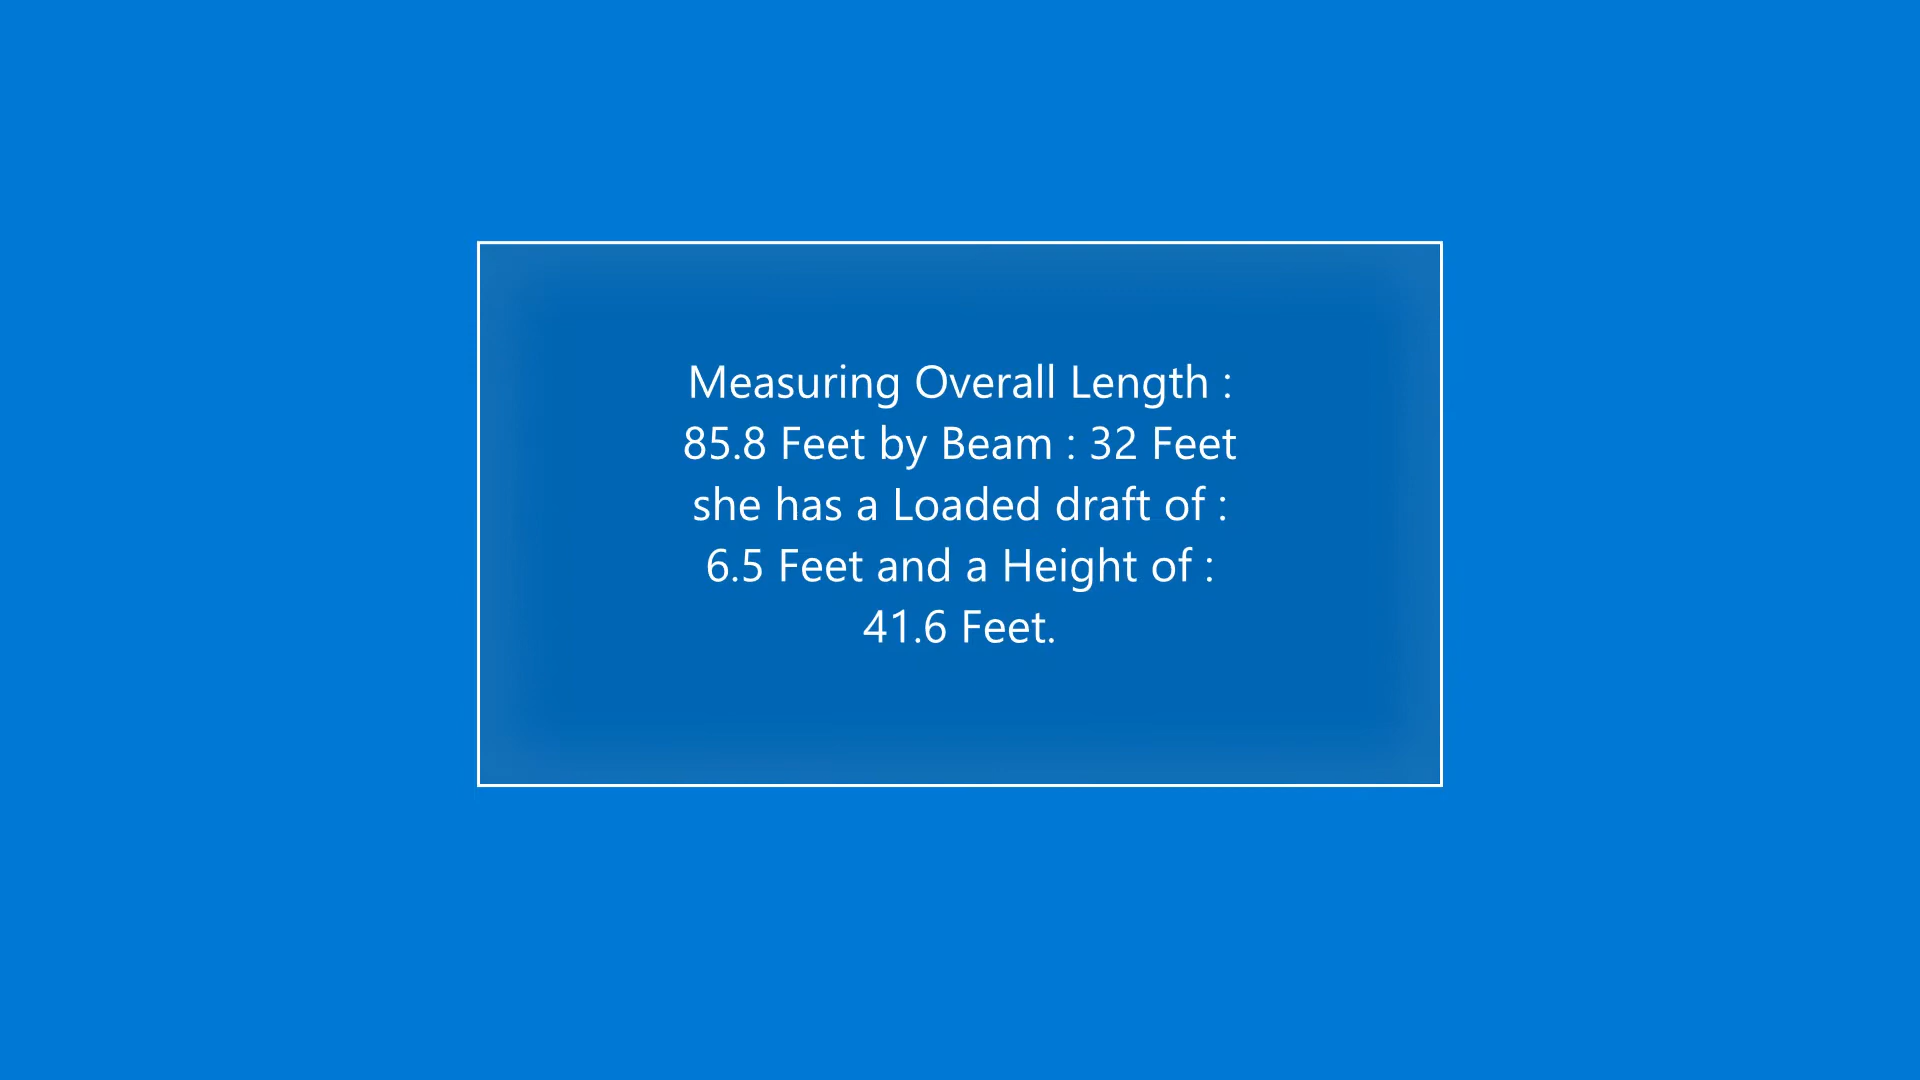 Measuring Overall Length :
85.8 Feet by Beam : 32 Feet
she has a Loaded draft of :
6.5 Feet and a Height of :
41.6 Feet.